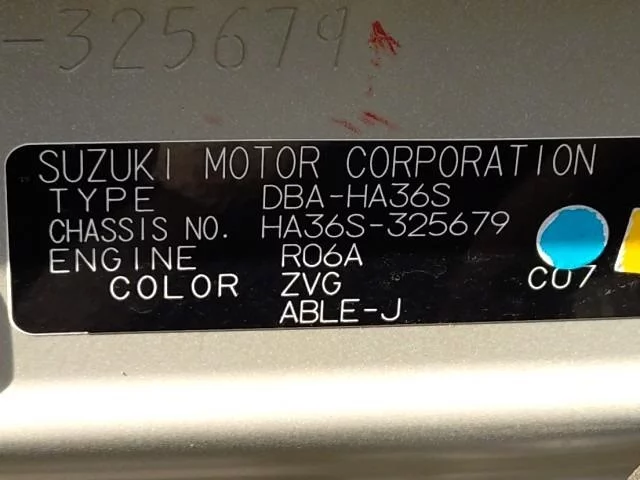 -325679
SUZUKI MOTOR CORPORATION
TYPE DBA-HA36S
CHASSIS NO. HA36S-325679
ENGINE R06A
COLOR ZVG C07
ABLE-J